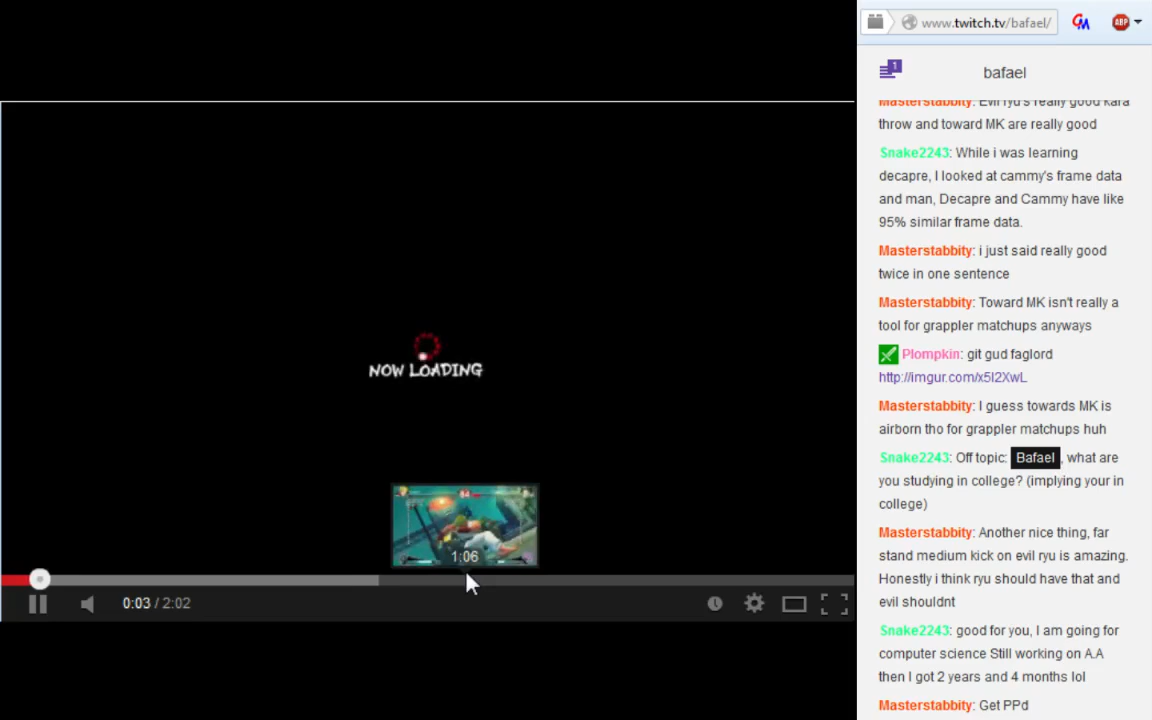 www.twitch.tv/bafael/
GM
ABP
1
bafael
Masterstabbity: Evil ryu's really good kara
throw and toward MK are really good
Snake2243: While i was learning
decapre, I looked at cammy's frame data
and man, Decapre and Cammy have like
95% similar frame data.
Masterstabbity: i just said really good
twice in one sentence
Masterstabbity: Toward MK isn't really a
tool for grappler matchups anyways
Plompkin: git gud faglord
http://imgur.com/x5I2XwL
Masterstabbity: I guess towards MK is
airborn tho for grappler matchups huh
Snake2243: Off topic: Bafael, what are
you studying in college? (implying your in
college)
Masterstabbity: Another nice thing, far
stand medium kick on evil ryu is amazing.
Honestly i think ryu should have that and
evil shouldnt
Snake2243: good for you, I am going for
computer science Still working on A.A
then I got 2 years and 4 months lol
Masterstabbity: Get PPd
NOW LOADING
84
1:06
0:03 / 2:02